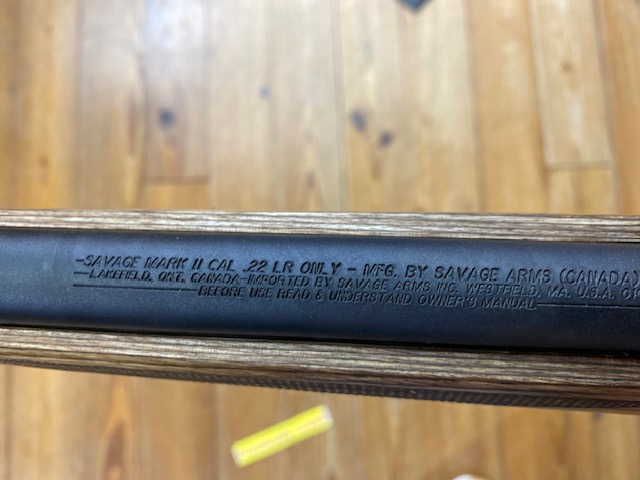 -SAVAGE MARK II CAL .22 LR ONLY - MFG. BY SAVAGE ARMS (CANADA)
LAKEFIELD, ONT. CANADA-IMPORTED BY SAVAGE ARMS INC. WESTFIELD, MA. U.S.A.
BEFORE USE READ & UNDERSTAND OWNER'S MANUAL